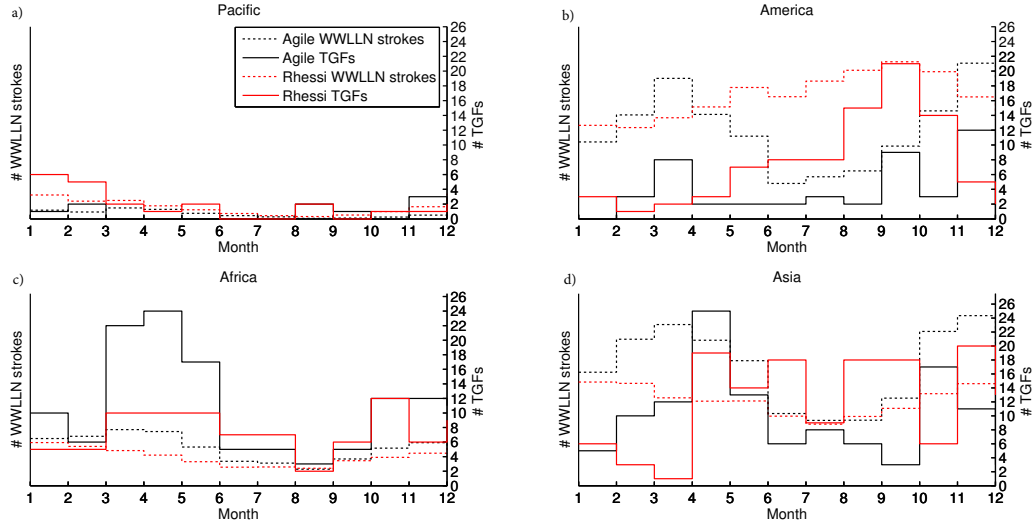 a)
Pacific
Agile WWLLN strokes
Agile TGFs
Rhessi WWLLN strokes
Rhessi TGFs
# WWLLN strokes
26
24
22
20
18
16
14
12
10
8
6
4
2
0
# TGFs
1 2 3 4 5 6 7 8 9 10 11 12
Month
b)
America
# WWLLN strokes
26
24
22
20
18
16
14
12
10
8
6
4
2
0
# TGFs
1 2 3 4 5 6 7 8 9 10 11 12
Month
c)
Africa
# WWLLN strokes
26
24
22
20
18
16
14
12
10
8
6
4
2
0
# TGFs
1 2 3 4 5 6 7 8 9 10 11 12
Month
d)
Asia
# WWLLN strokes
26
24
22
20
18
16
14
12
10
8
6
4
2
0
# TGFs
1 2 3 4 5 6 7 8 9 10 11 12
Month